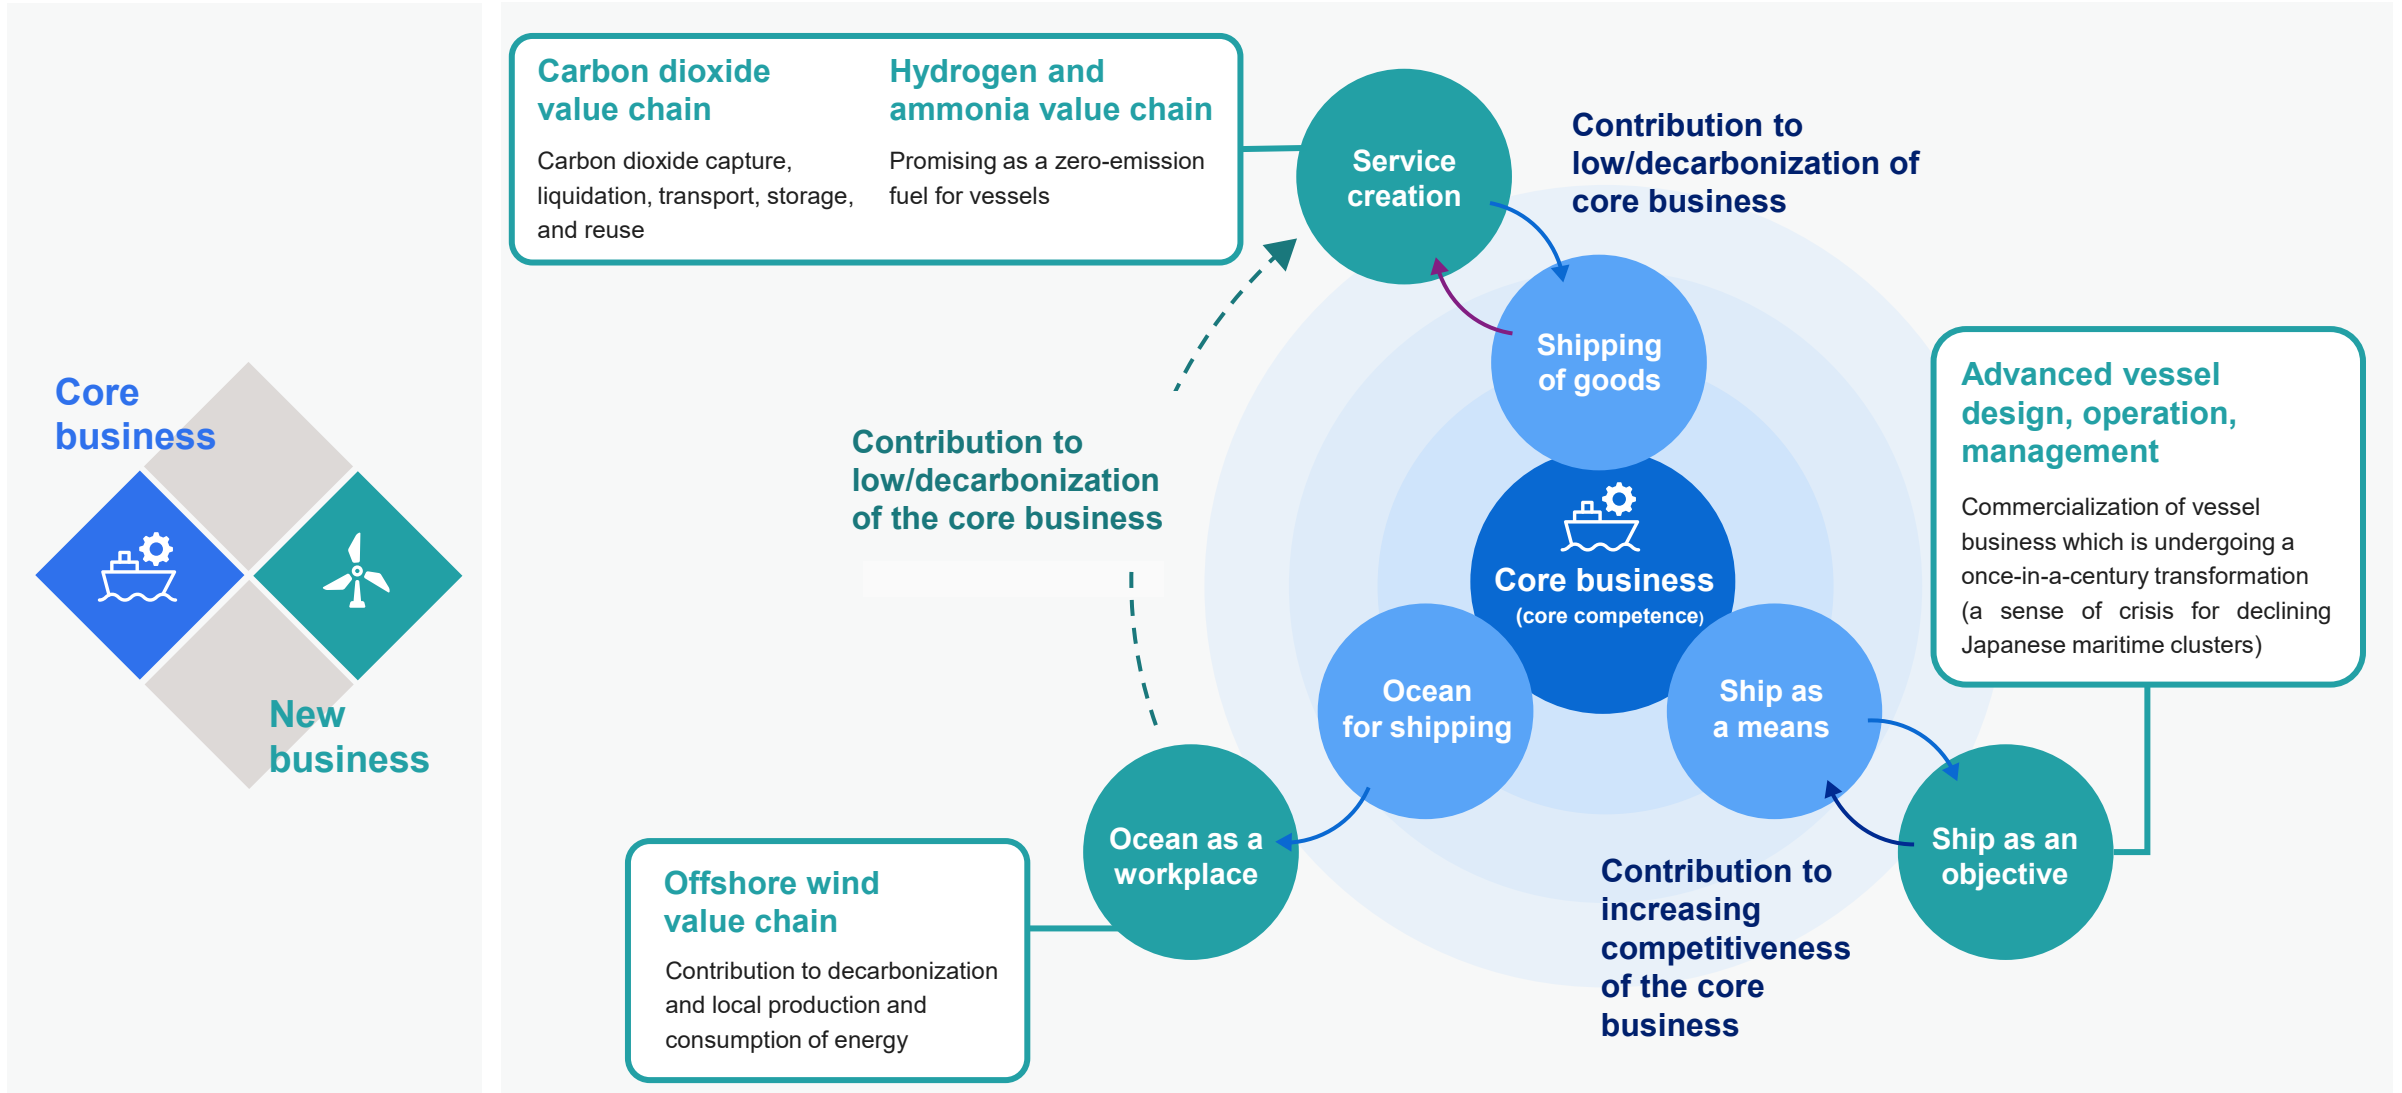 Core
business
New
business
Carbon dioxide
value chain
Carbon dioxide capture,
liquidation, transport, storage,
and reuse
Hydrogen and
ammonia value chain
Promising as a zero-emission
fuel for vessels
Service
creation
Contribution to
low/decarbonization of
core business
Shipping
of goods
Contribution to
low/decarbonization
of the core business
Core business
(core competence)
Ocean
for shipping
Ship as
a means
Advanced vessel
design, operation,
management
Commercialization of vessel
business which is undergoing a
once-in-a-century transformation
(a sense of crisis for declining
Japanese maritime clusters)
Ocean as a
workplace
Ship as an
objective
Offshore wind
value chain
Contribution to decarbonization
and local production and
consumption of energy
Contribution to
increasing
competitiveness
of the core
business